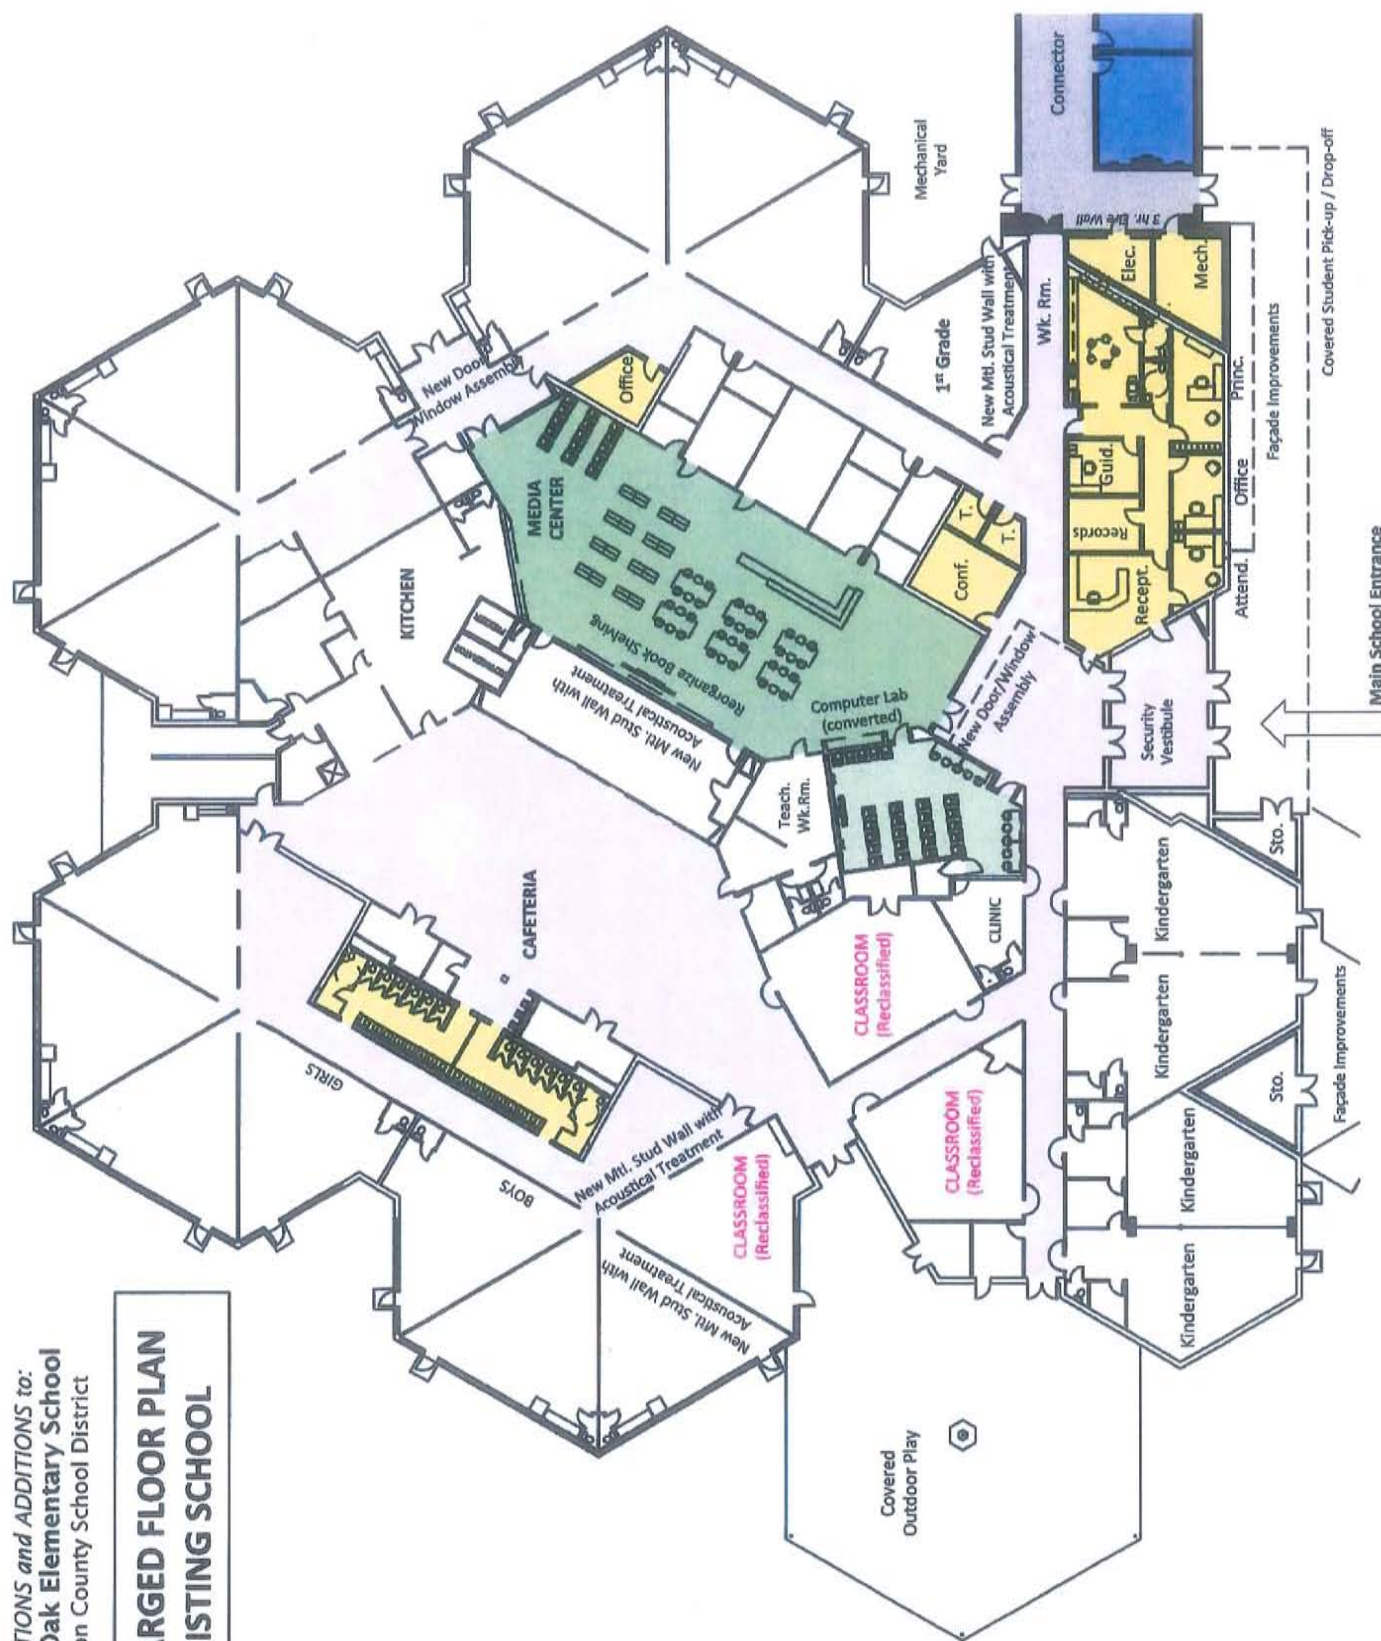 TIONS and ADDITIONS to:
Oak Elementary School
on County School District
ARGED FLOOR PLAN
ISTING SCHOOL
Connector
Mechanical
Yard
3 hr. Fire Wall
Covered Student Pick-up / Drop-off
New Door
Window Assembly
Office
1st Grade
New Mtl. Stud Wall with
Acoustical Treatment
Wk. Rm.
Elec.
Mech.
Princ.
Façade Improvements
MEDIA
CENTER
T.
T.
Guid.
Records
Office
KITCHEN
Conf.
Recept.
Attend.
Reorganize Book Shelving
New Mtl. Stud Wall with
Acoustical Treatment
Computer Lab
(converted)
New Door/Window
Assembly
Security
Vestibule
Main School Entrance
Teach.
Wk.Rm.
CAFETERIA
CLINIC
Kindergarten
Sto.
CLASSROOM
(Reclassified)
Kindergarten
Façade Improvements
GIRLS
BOYS
New Mtl. Stud Wall with
Acoustical Treatment
CLASSROOM
(Reclassified)
CLASSROOM
(Reclassified)
Kindergarten
Sto.
New Mtl. Stud Wall with
Acoustical Treatment
Kindergarten
Covered
Outdoor Play